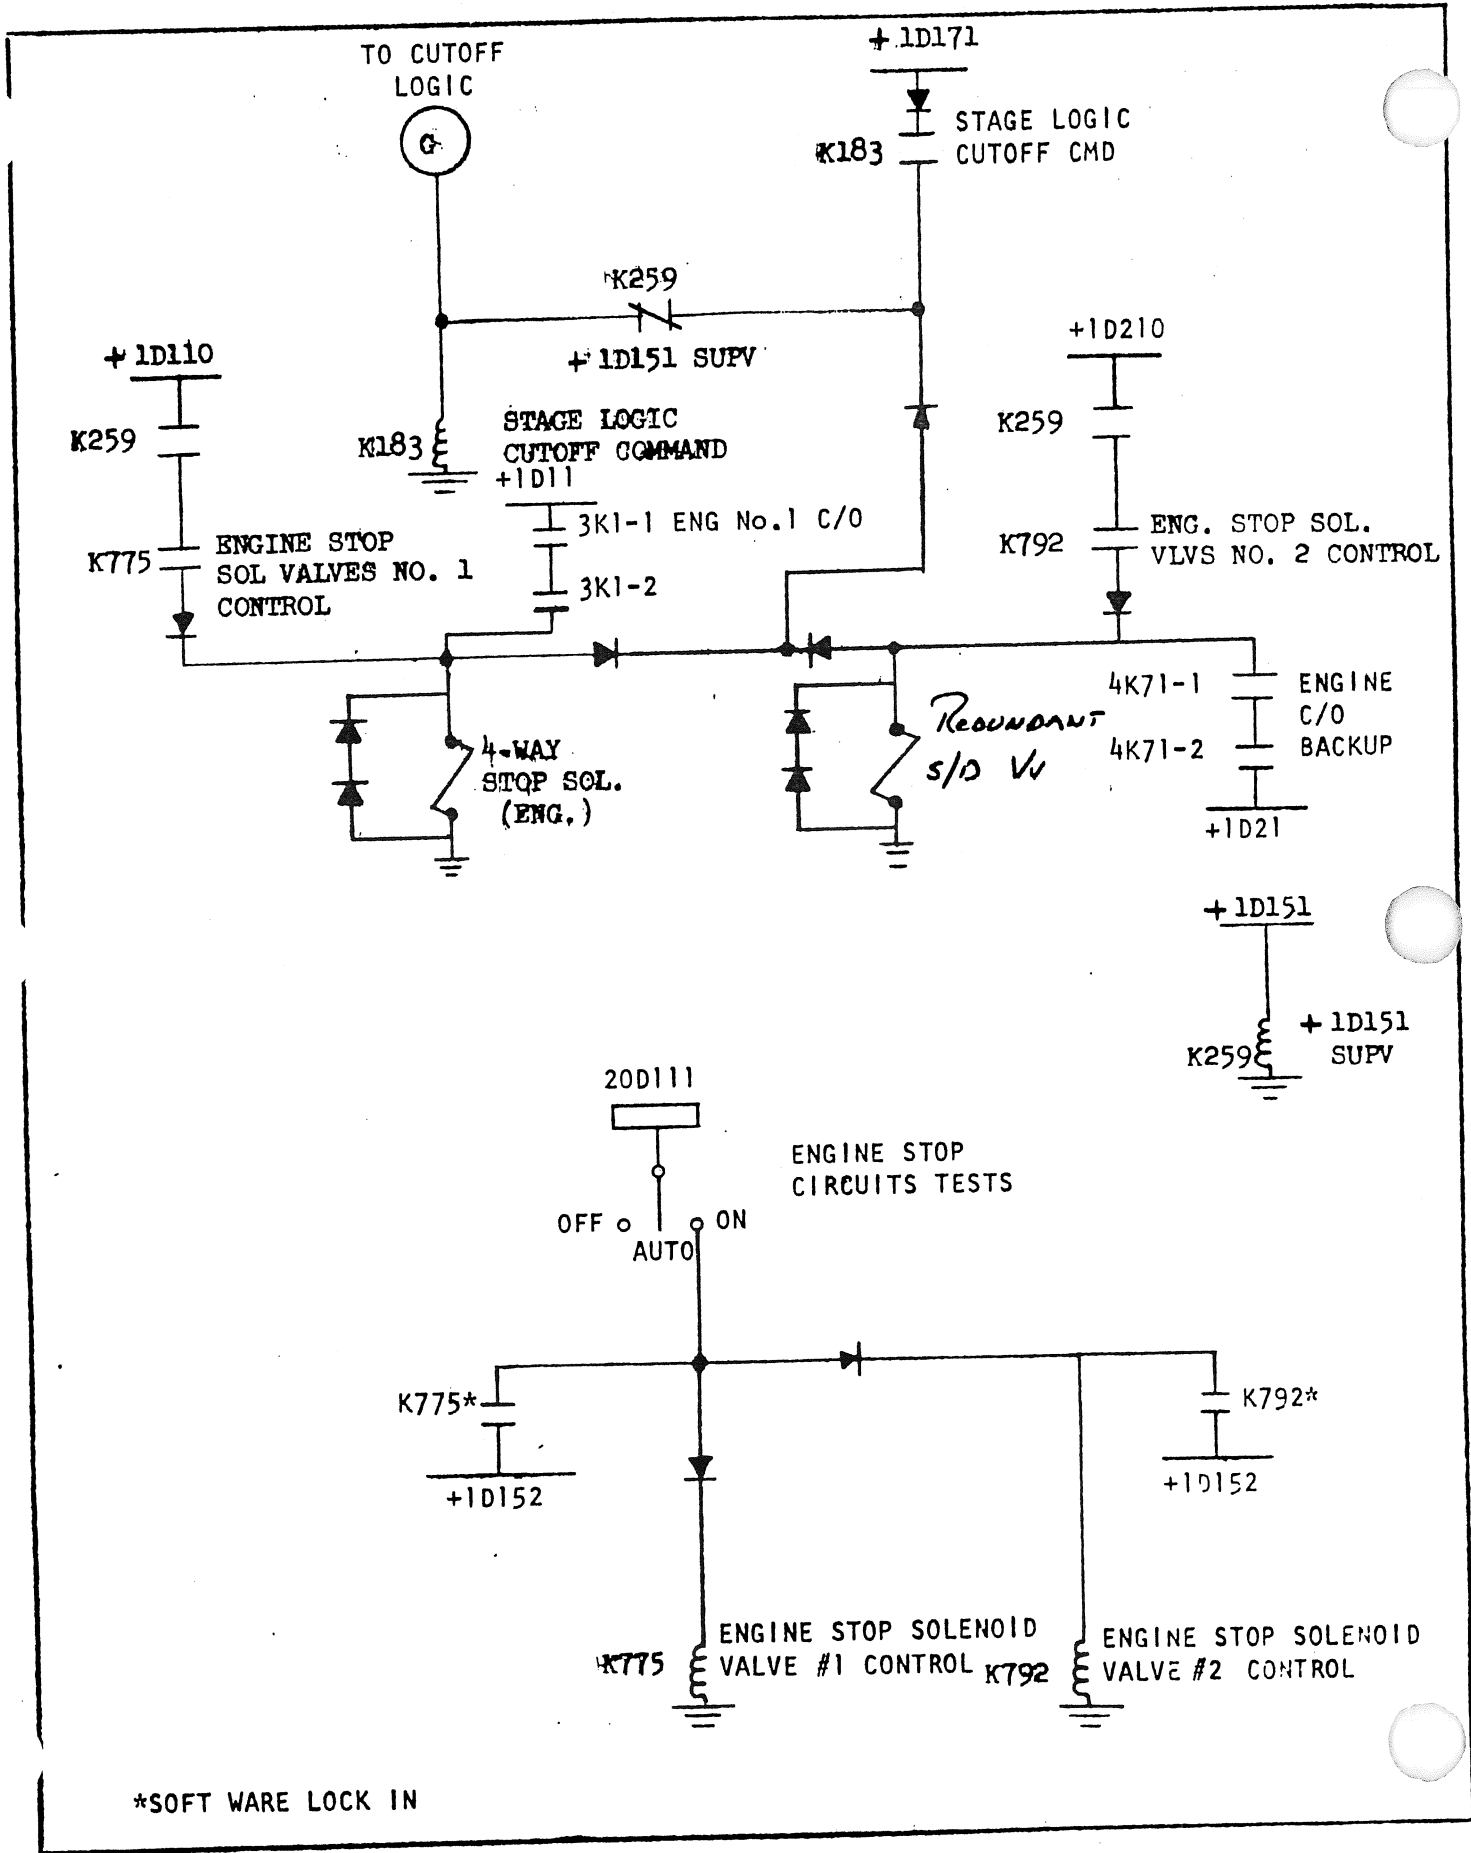 TO CUTOFF
LOGIC
G
+ 1D171
K183
STAGE LOGIC
CUTOFF CMD
K259
+ 1D151 SUPV
+ 1D110
K259
K183
STAGE LOGIC
CUTOFF COMMAND
+1D11
3K1-1 ENG No.1 C/O
3K1-2
K775
ENGINE STOP
SOL VALVES NO. 1
CONTROL
+1D210
K259
K792
ENG. STOP SOL.
VLVS NO. 2 CONTROL
4-WAY
STOP SOL.
(ENG.)
REDUNDANT
S/D VV
4K71-1
4K71-2
ENGINE
C/O
BACKUP
+1D21
+ 1D151
K259
+ 1D151
SUPV
20D111
ENGINE STOP
CIRCUITS TESTS
OFF
ON
AUTO
K775*
+1D152
K792*
+1D152
K775
ENGINE STOP SOLENOID
VALVE #1 CONTROL
K792
ENGINE STOP SOLENOID
VALVE #2 CONTROL
*SOFT WARE LOCK IN